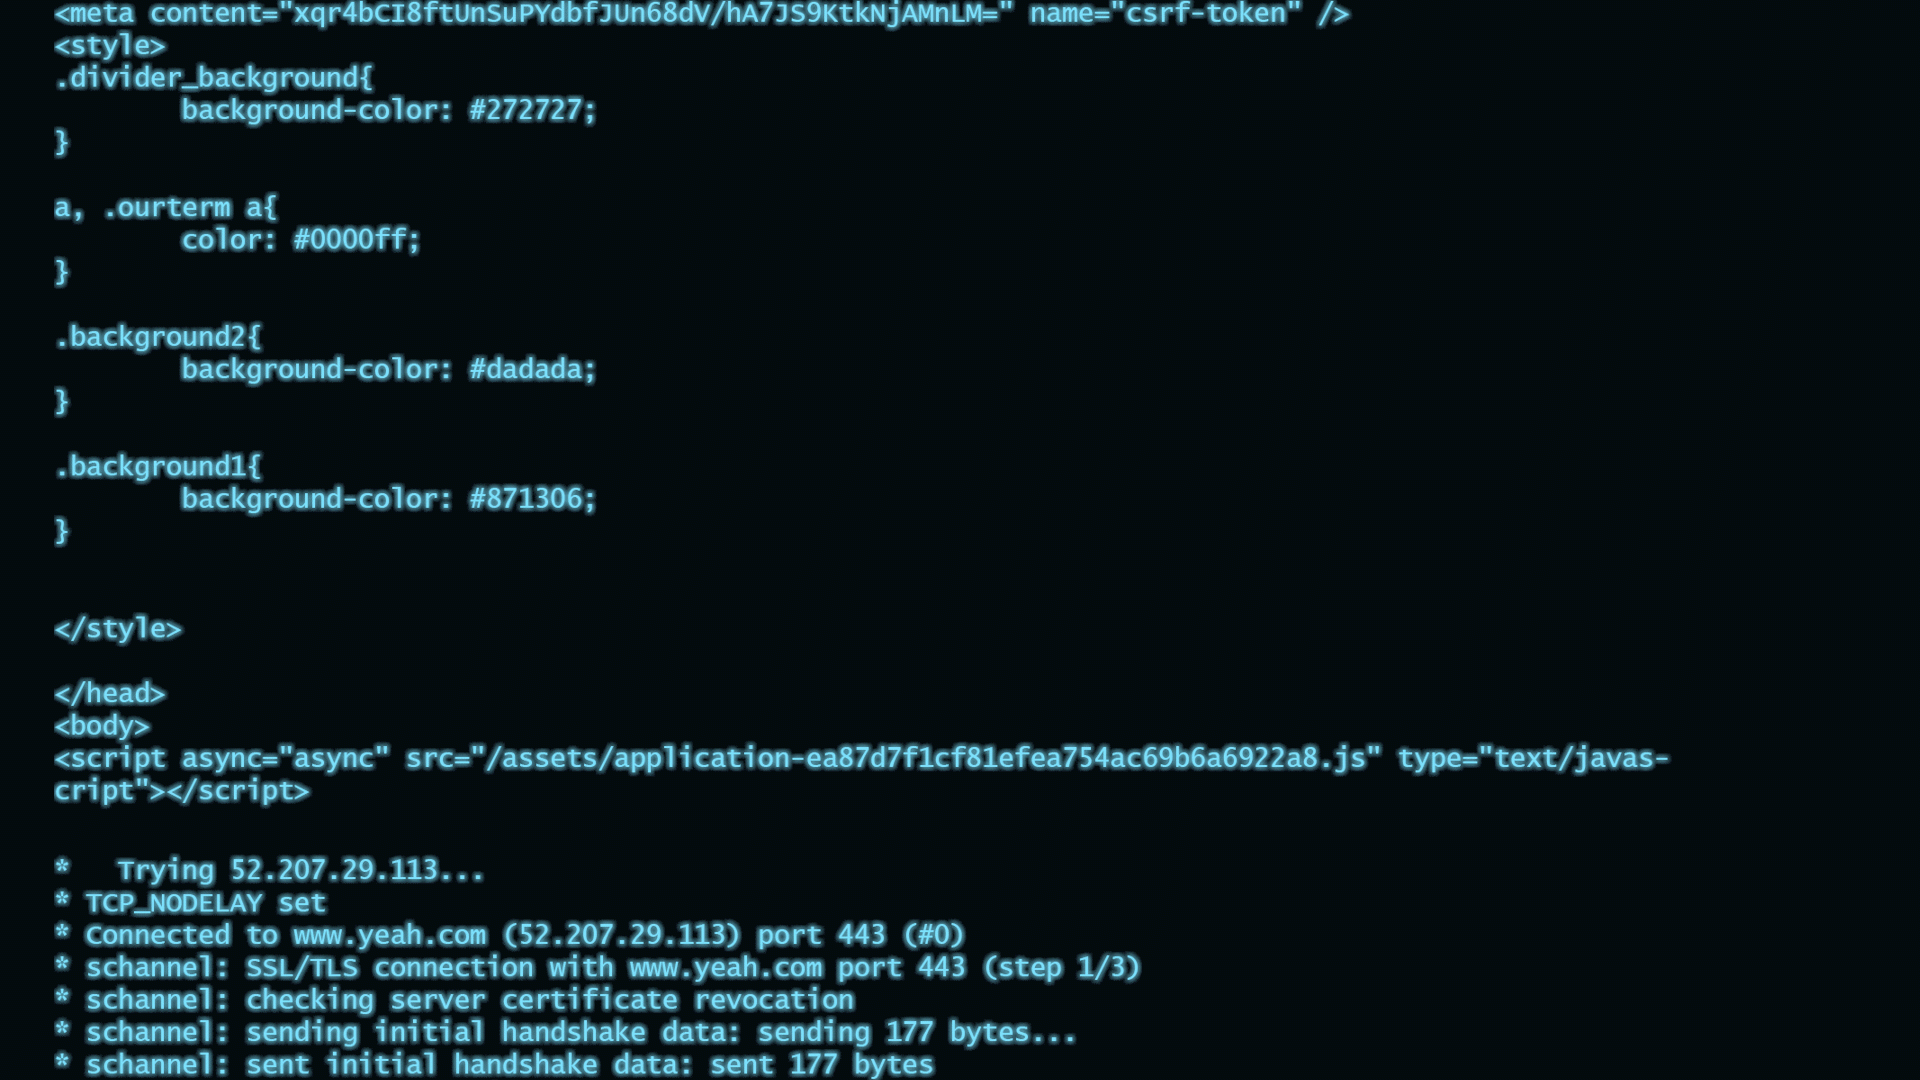 <meta content="xqr4bCI8ftUnSuPYdbfJUn68dV/hA7JS9KtkNjAMnLM=" name="csrf-token" />
<style>
.divider_background{
        background-color: #272727;
}
a, .ourterm a{
        color: #0000ff;
}
.background2{
        background-color: #dadada;
}
.background1{
        background-color: #871306;
}
</style>
</head>
<body>
<script async="async" src="/assets/application-ea87d7f1cf81efea754ac69b6a6922a8.js" type="text/javas-
cript"></script>
*   Trying 52.207.29.113...
* TCP_NODELAY set
* Connected to www.yeah.com (52.207.29.113) port 443 (#0)
* schannel: SSL/TLS connection with www.yeah.com port 443 (step 1/3)
* schannel: checking server certificate revocation
* schannel: sending initial handshake data: sending 177 bytes...
* schannel: sent initial handshake data: sent 177 bytes